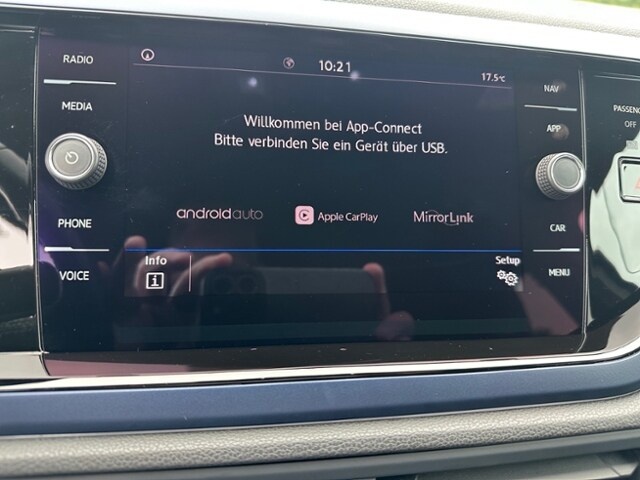 RADIO
MEDIA
PHONE
VOICE
10:21
17.5°C
Willkommen bei App-Connect
Bitte verbinden Sie ein Gerät über USB.
androidauto
Apple CarPlay
MirrorLink
Info
i
Setup
NAV
APP
CAR
MENU
OFF